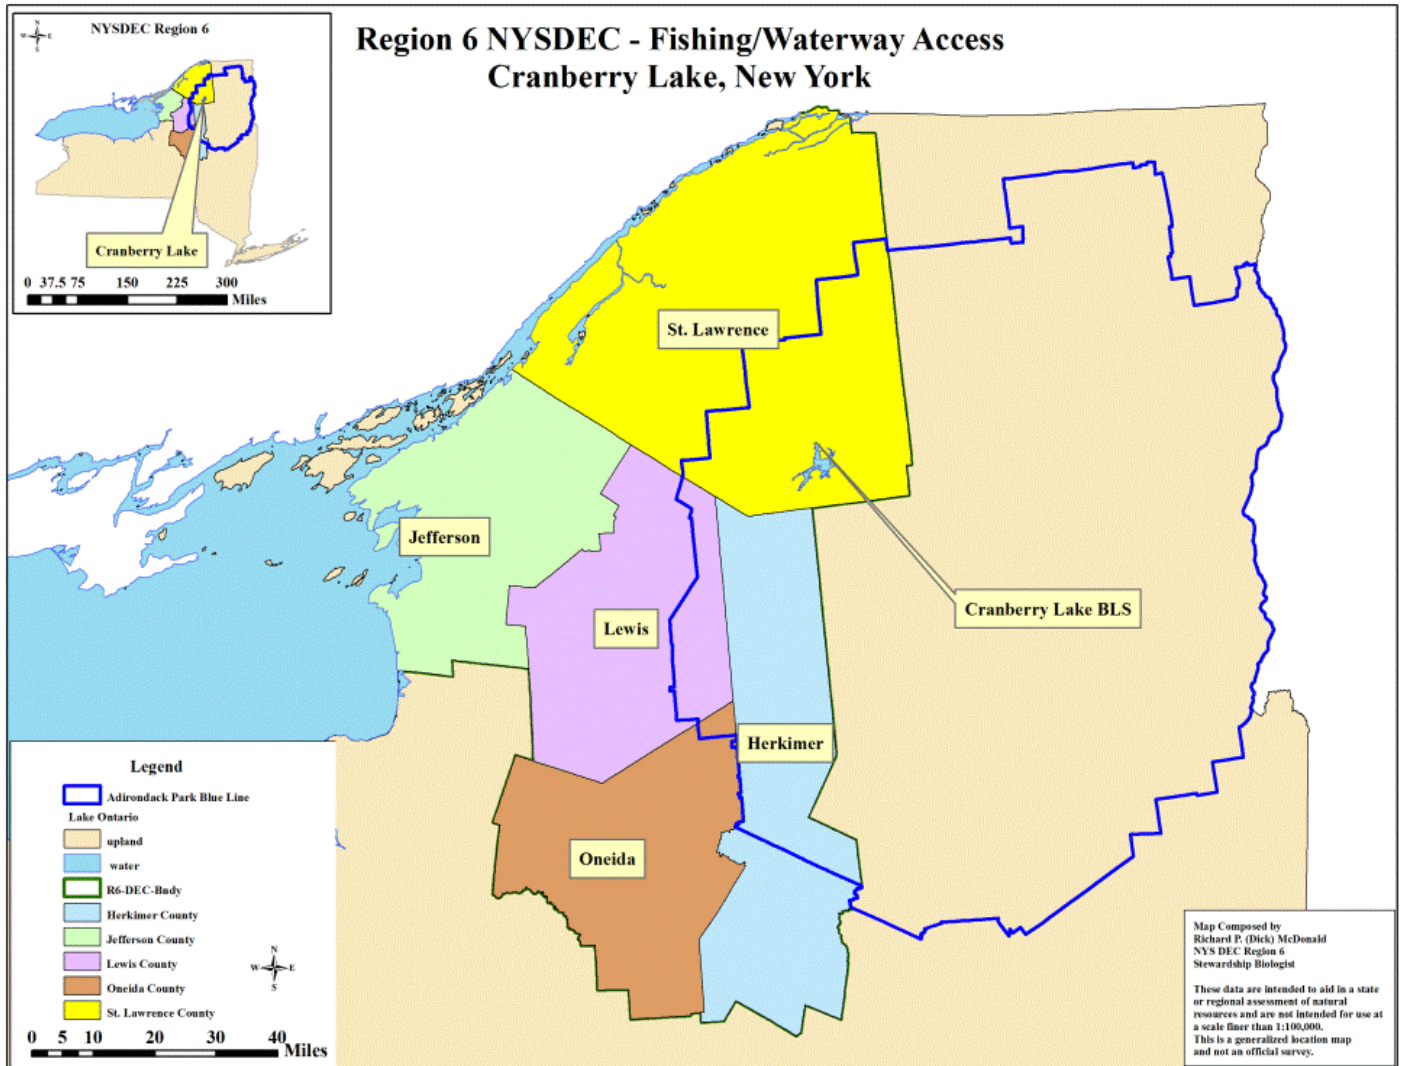 NYSDEC Region 6
N
W E
S
Cranberry Lake
0 37.5 75 150 225 300
Miles
Region 6 NYSDEC - Fishing/Waterway Access
Cranberry Lake, New York
St. Lawrence
Jefferson
Lewis
Cranberry Lake BLS
Herkimer
Oneida
Legend
Adirondack Park Blue Line
Lake Ontario
upland
water
R6-DEC-Bndy
Herkimer County
Jefferson County
Lewis County
Oneida County
St. Lawrence County
N
W E
S
0 5 10 20 30 40
Miles
Map Composed by
Richard P. (Dick) McDonald
NYS DEC Region 6
Stewardship Biologist
These data are intended to aid in a state
or regional assessment of natural
resources and are not intended for use at
a scale finer than 1:100,000.
This is a generalized location map
and not an official survey.